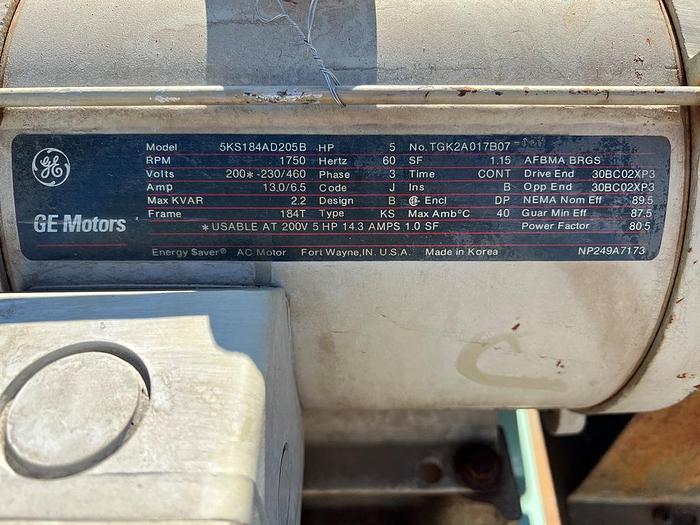 Model 5KS184AD205B HP 5 No. TGK2A017B07
RPM 1750 Hertz 60 SF 1.15 AFBMA BRGS
Volts 200*-230/460 Phase 3 Time CONT Drive End 30BC02XP3
Amp 13.0/6.5 Code J Ins B Opp End 30BC02XP3
Max KVAR 2.2 Design B Encl DP NEMA Nom Eff 89.5
Frame 184T Type KS Max Amb°C 40 Guar Min Eff 87.5
*USABLE AT 200V 5 HP 14.3 AMPS 1.0 SF Power Factor 80.5
GE
GE Motors
Energy $aver® AC Motor Fort Wayne,IN. U.S.A. Made in Korea NP249A7173